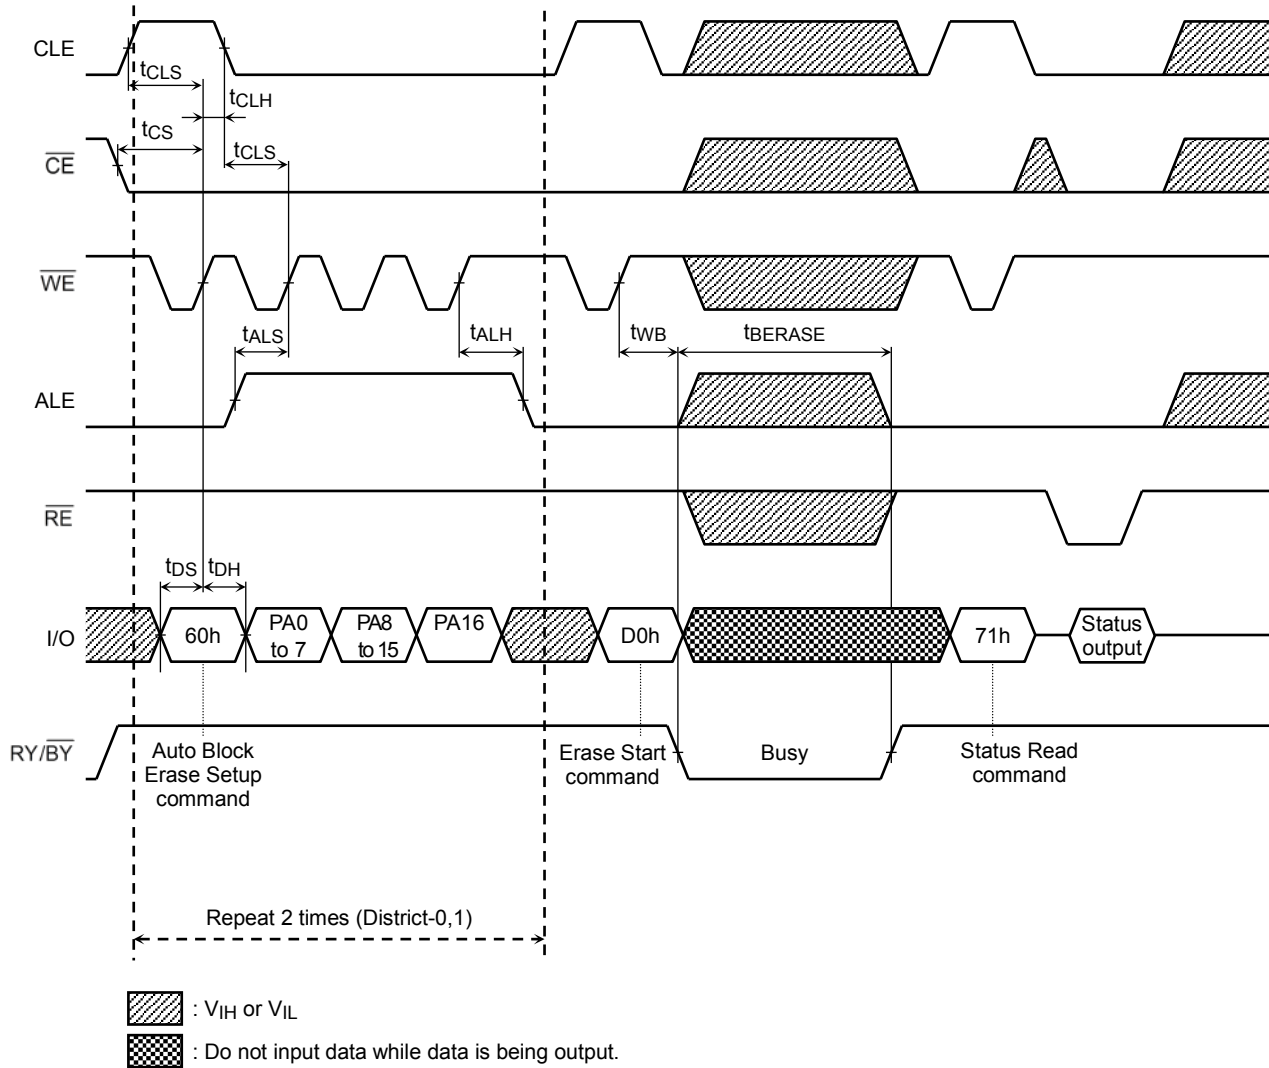 CLE
tCLS
tCLH
tCS
tCLS
CE
WE
tALS
tALH
tWB
tBERASE
ALE
RE
tDS
tDH
I/O
60h
PA0
to 7
PA8
to 15
PA16
D0h
71h
Status
output
RY/BY
Auto Block
Erase Setup
command
Erase Start
command
Busy
Status Read
command
Repeat 2 times (District-0,1)
: VIH or VIL
: Do not input data while data is being output.